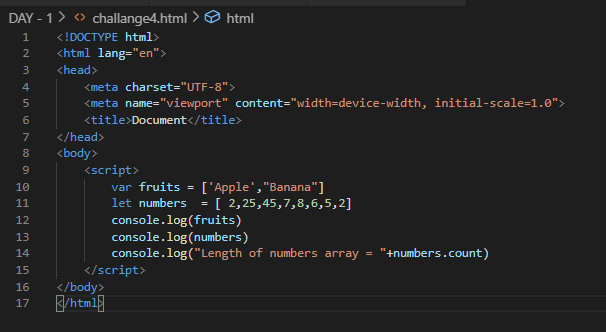 DAY - 1 > <> challange4.html > html
1 <!DOCTYPE html>
2 <html lang="en">
3 <head>
4     <meta charset="UTF-8">
5     <meta name="viewport" content="width=device-width, initial-scale=1.0">
6     <title>Document</title>
7 </head>
8 <body>
9     <script>
10         var fruits = ['Apple',"Banana"]
11         let numbers  = [ 2,25,45,7,8,6,5,2]
12         console.log(fruits)
13         console.log(numbers)
14         console.log("Length of numbers array = "+numbers.count)
15     </script>
16 </body>
17 </html>